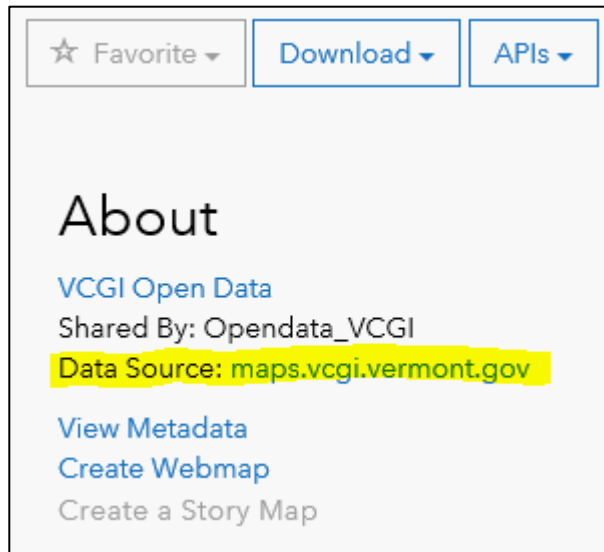 ☆ Favorite ▾ Download ▾ APIs ▾
About
VCGI Open Data
Shared By: Opendata_VCGI
Data Source: maps.vcgi.vermont.gov
View Metadata
Create Webmap
Create a Story Map